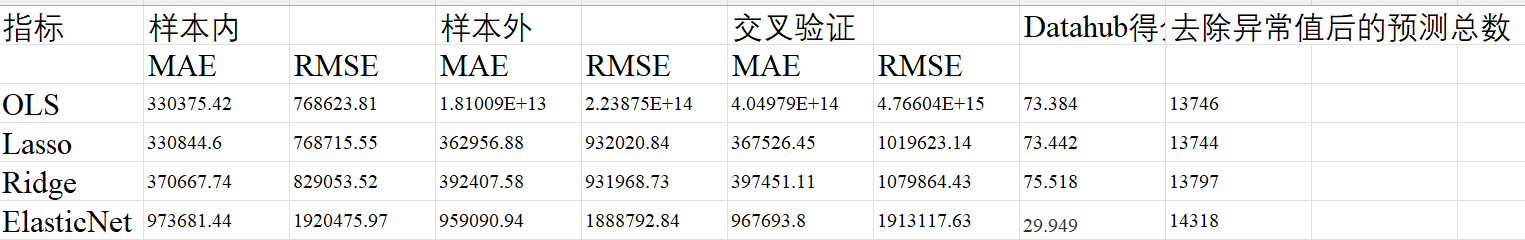 指标 样本内 样本外 交叉验证 Datahub得分 去除异常值后的预测总数
MAE RMSE MAE RMSE MAE RMSE
OLS 330375.42 768623.81 1.81009E+13 2.23875E+14 4.04979E+14 4.76604E+15 73.384 13746
Lasso 330844.6 768715.55 362956.88 932020.84 367526.45 1019623.14 73.442 13744
Ridge 370667.74 829053.52 392407.58 931968.73 397451.11 1079864.43 75.518 13797
ElasticNet 973681.44 1920475.97 959090.94 1888792.84 967693.8 1913117.63 29.949 14318